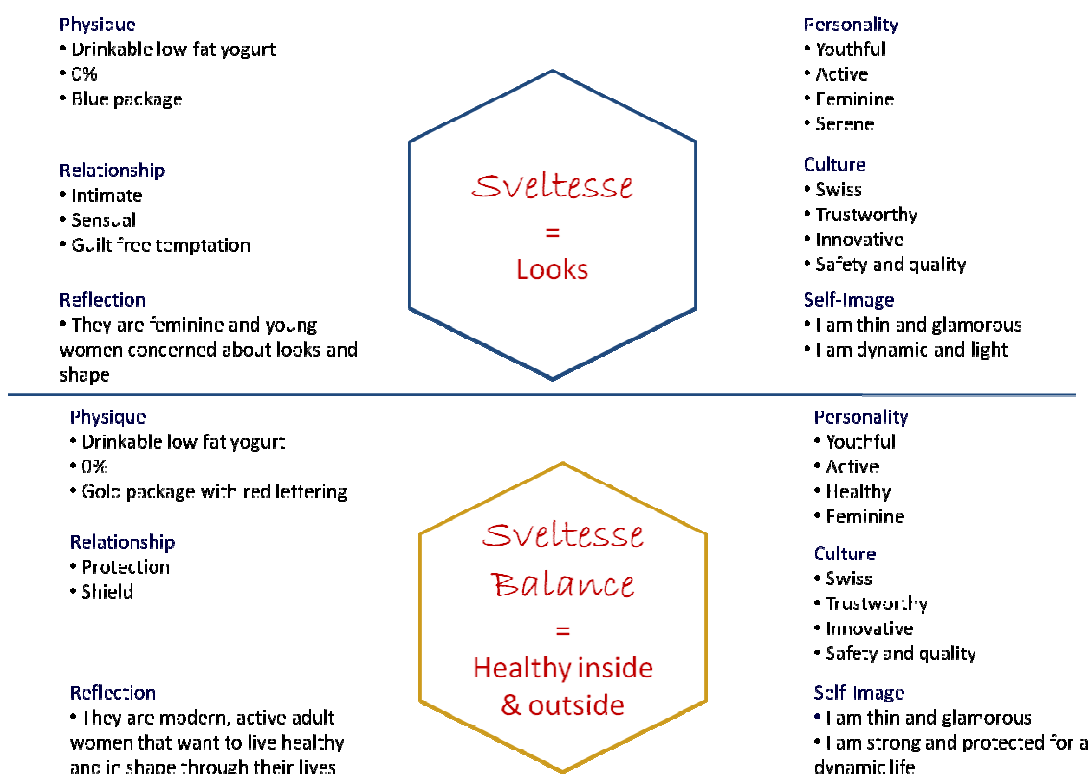 Physique
• Drinkable low fat yogurt
• 0%
• Blue package
Relationship
• Intimate
• Sensual
• Guilt free temptation
Reflection
• They are feminine and young
women concerned about looks and
shape
Sveltesse
=
Looks
Personality
• Youthful
• Active
• Feminine
• Serene
Culture
• Swiss
• Trustworthy
• Innovative
• Safety and quality
Self-Image
• I am thin and glamorous
• I am dynamic and light
Physique
• Drinkable low fat yogurt
• 0%
• Gold package with red lettering
Relationship
• Protection
• Shield
Reflection
• They are modern, active adult
women that want to live healthy
and in shape through their lives
Sveltesse
Balance
=
Healthy inside
& outside
Personality
• Youthful
• Active
• Healthy
• Feminine
Culture
• Swiss
• Trustworthy
• Innovative
• Safety and quality
Self Image
• I am thin and glamorous
• I am strong and protected for a
dynamic life